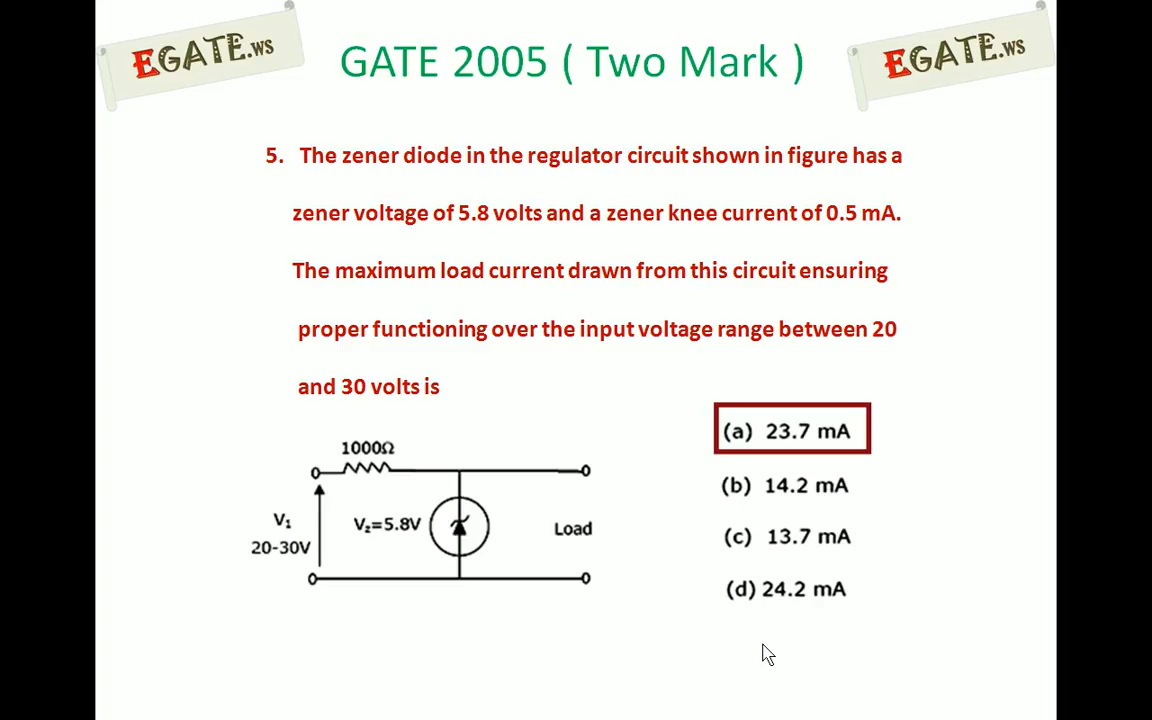 EGATE.ws
GATE 2005 ( Two Mark )
EGATE.ws
5. The zener diode in the regulator circuit shown in figure has a
zener voltage of 5.8 volts and a zener knee current of 0.5 mA.
The maximum load current drawn from this circuit ensuring
proper functioning over the input voltage range between 20
and 30 volts is
1000Ω
V₁
20-30V
Vz=5.8V
Load
(a) 23.7 mA
(b) 14.2 mA
(c) 13.7 mA
(d) 24.2 mA